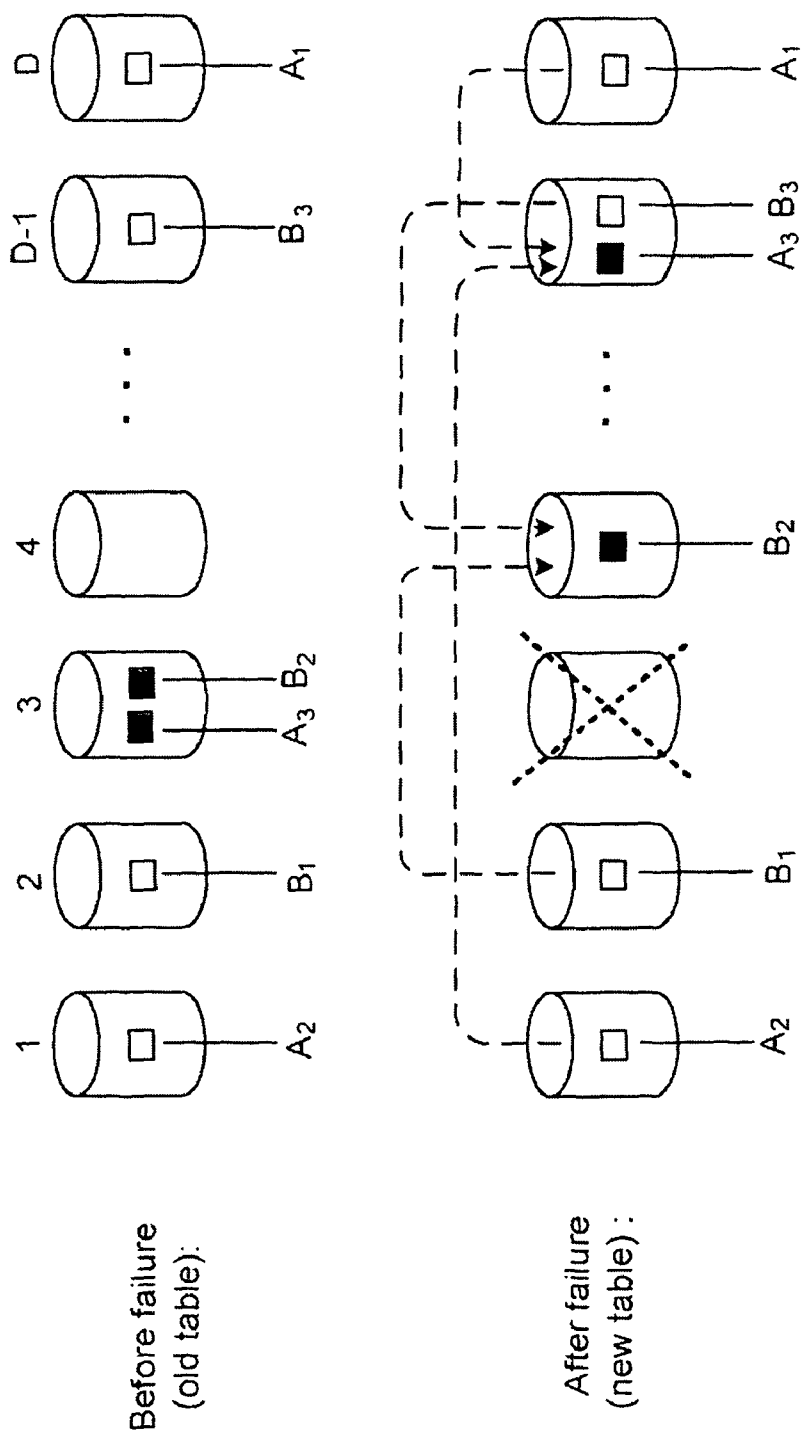 1 2 3 4 D-1 D
Before failure
(old table):
A2 B1 A3 B2 B3 A1
After failure
(new table) :
A2 B1 B2 A3 B3 A1